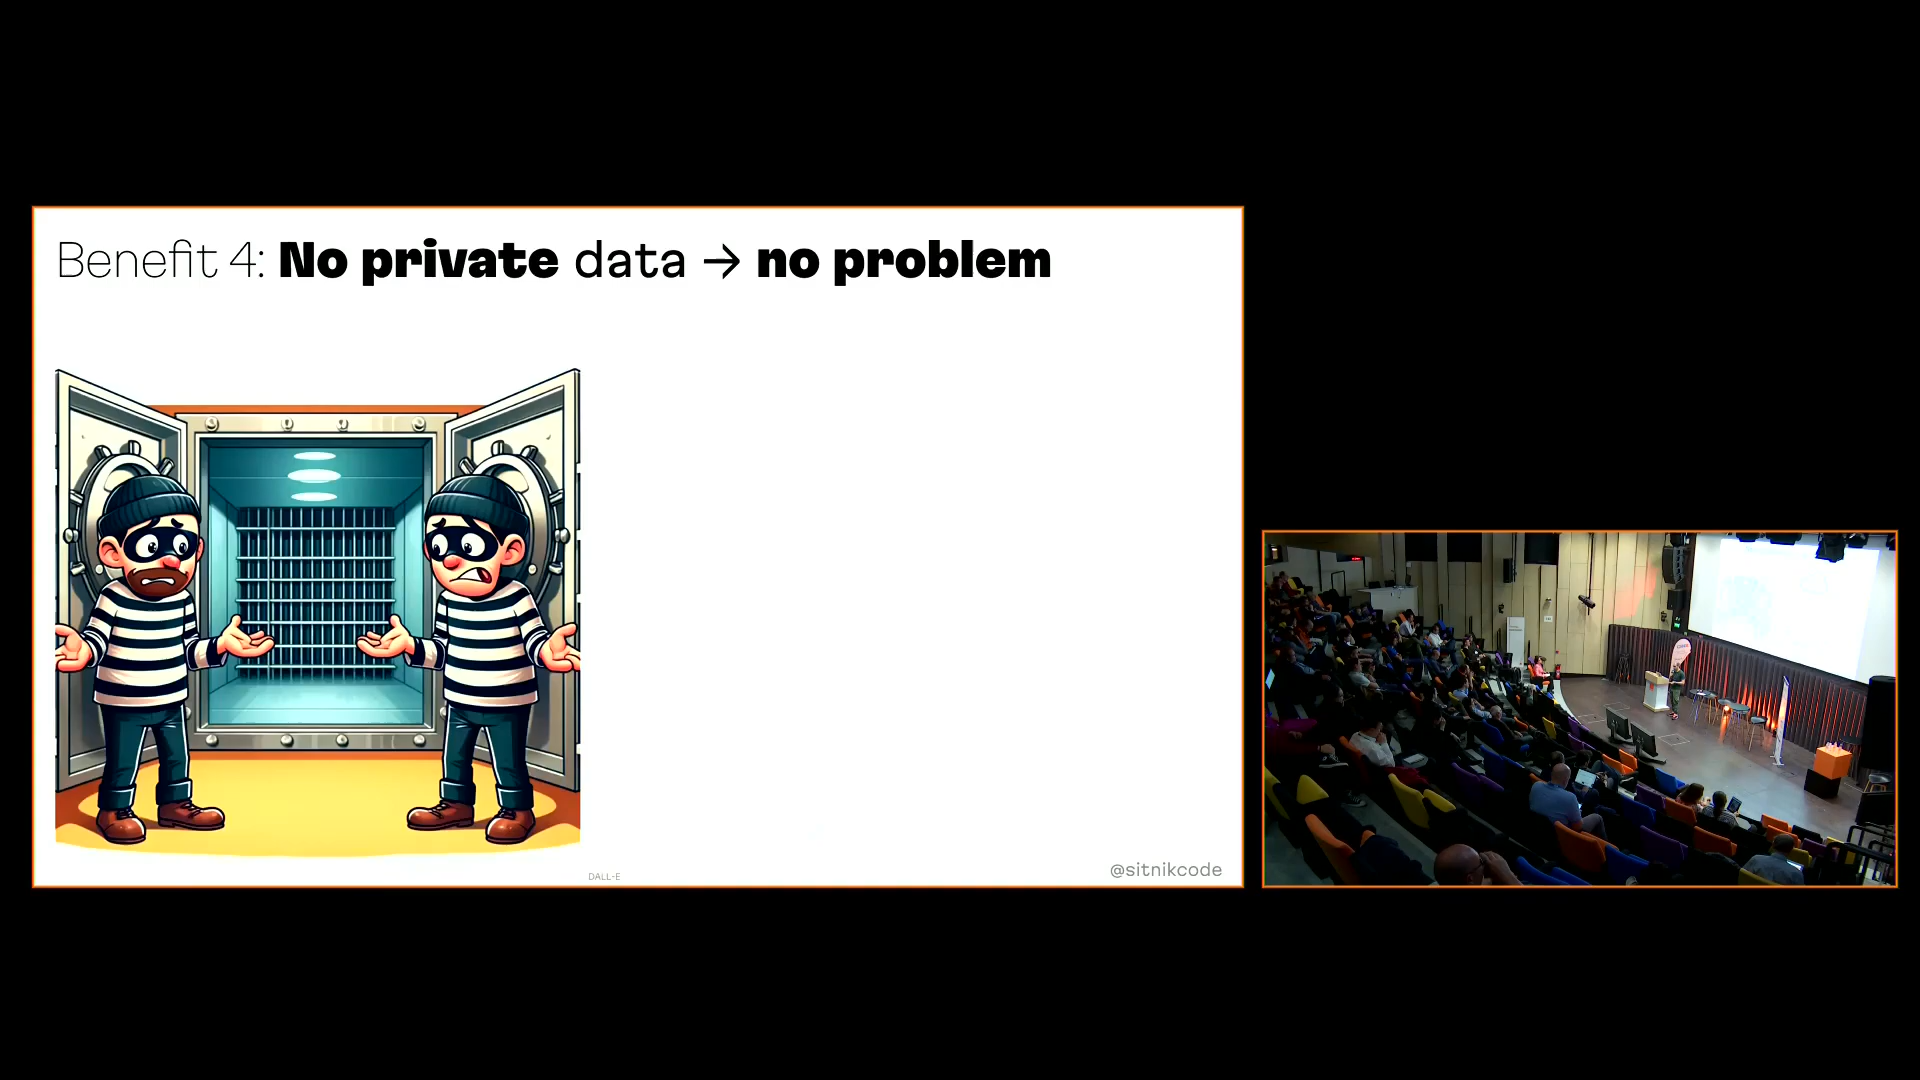 Benefit 4: No private data → no problem
DALL-E
@sitnikcode